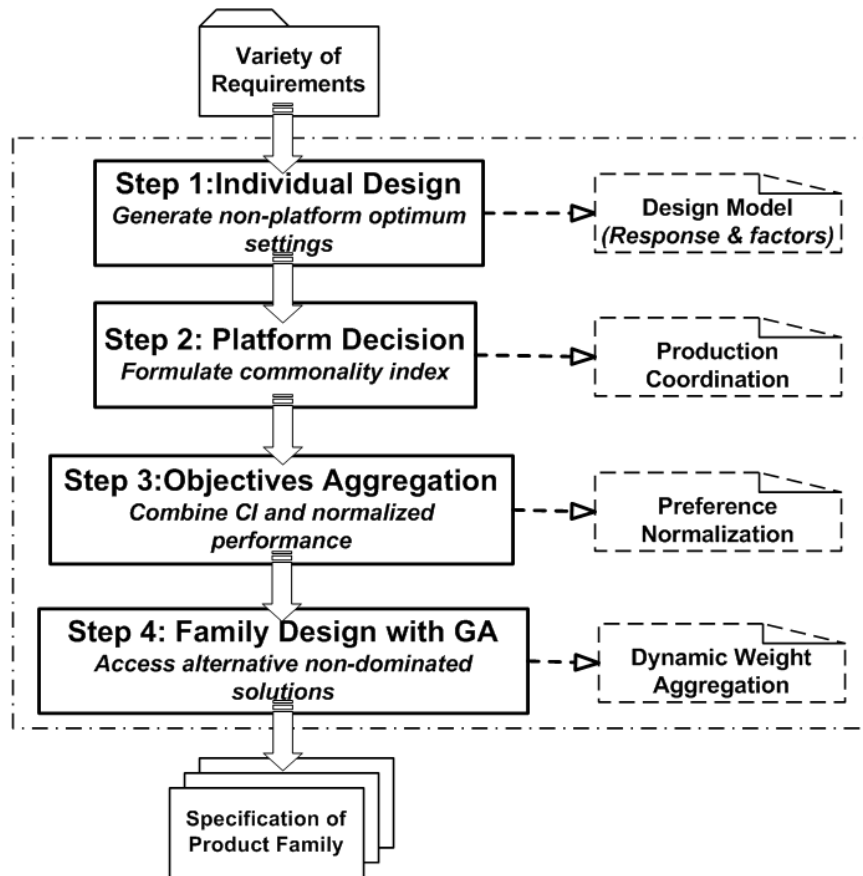 Variety of
Requirements
Step 1:Individual Design
Generate non-platform optimum
settings
Design Model
(Response & factors)
Step 2: Platform Decision
Formulate commonality index
Production
Coordination
Step 3:Objectives Aggregation
Combine CI and normalized
performance
Preference
Normalization
Step 4: Family Design with GA
Access alternative non-dominated
solutions
Dynamic Weight
Aggregation
Specification of
Product Family